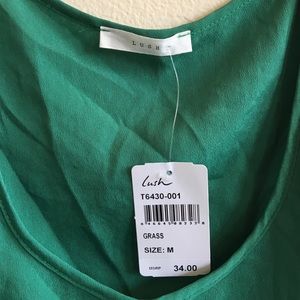 LUSH
Lush
T6430-001
GRASS
SIZE: M
MSRP 34.00